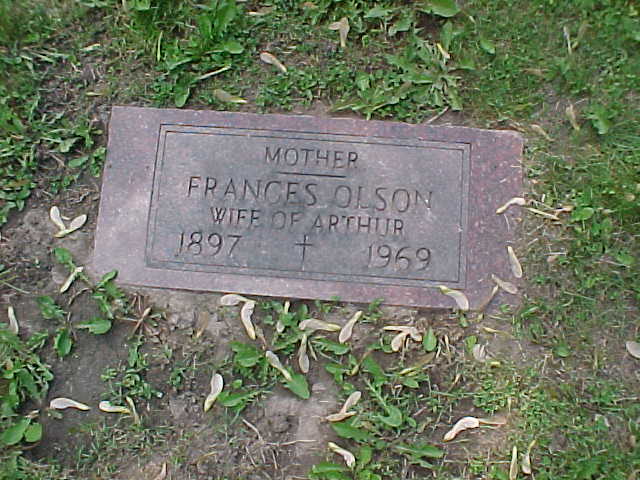 MOTHER
FRANCES OLSON
WIFE OF ARTHUR
1897 † 1969